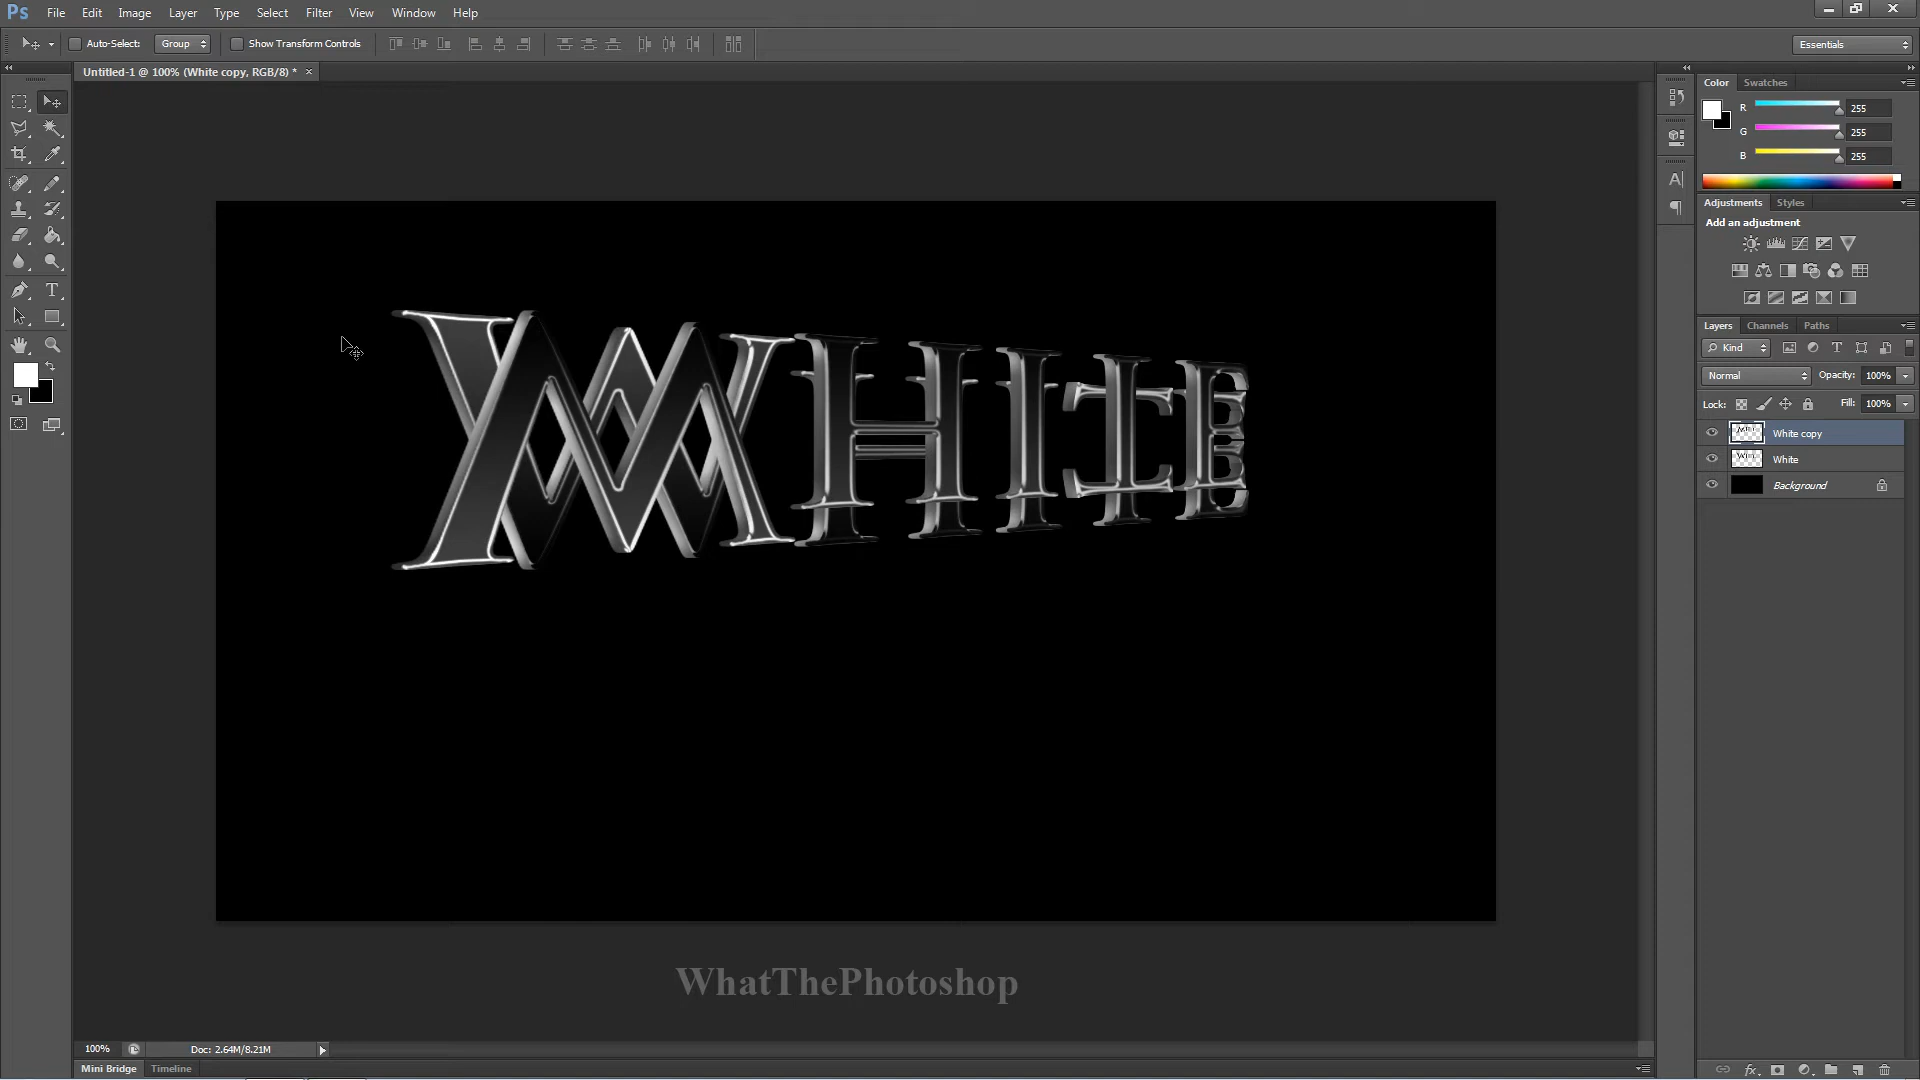 Ps File Edit Image Layer Type Select Filter View Window Help
Auto-Select: Group Show Transform Controls Essentials
Untitled-1 @ 100% (White copy, RGB/8) * ×
Color Swatches
R 255
G 255
B 255
Adjustments Styles
Add an adjustment
Layers Channels Paths
Kind
Normal Opacity: 100%
Lock: Fill: 100%
White copy
White
Background
WHITE
WhatThePhotoshop
100% Doc: 2.64M/8.21M
Mini Bridge Timeline